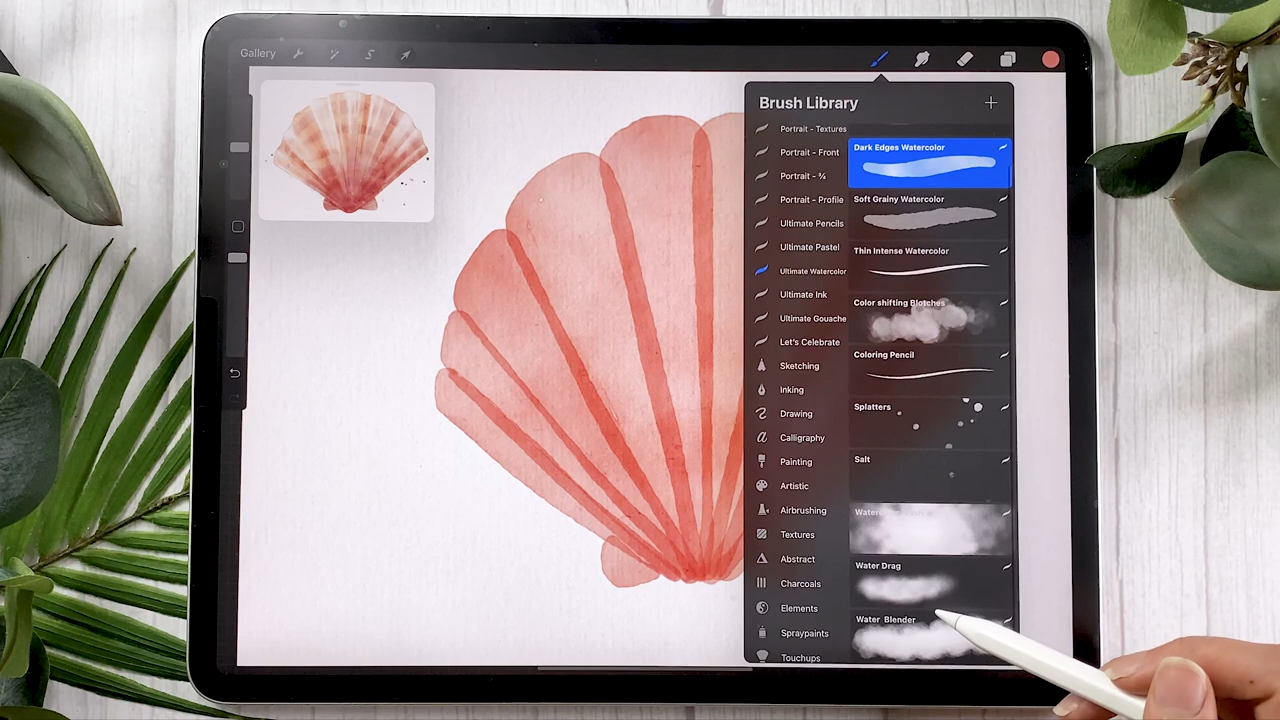 Gallery
Brush Library
Portrait - Textures
Portrait - Front
Portrait - ¾
Portrait - Profile
Ultimate Pencils
Ultimate Pastel
Ultimate Watercolor
Ultimate Ink
Ultimate Gouache
Let's Celebrate
Sketching
Inking
Drawing
Calligraphy
Painting
Artistic
Airbrushing
Textures
Abstract
Charcoals
Elements
Spraypaints
Touchups
Dark Edges Watercolor
Soft Grainy Watercolor
Thin Intense Watercolor
Color shifting Blotches
Coloring Pencil
Splatters
Salt
Water Drag
Water Blender